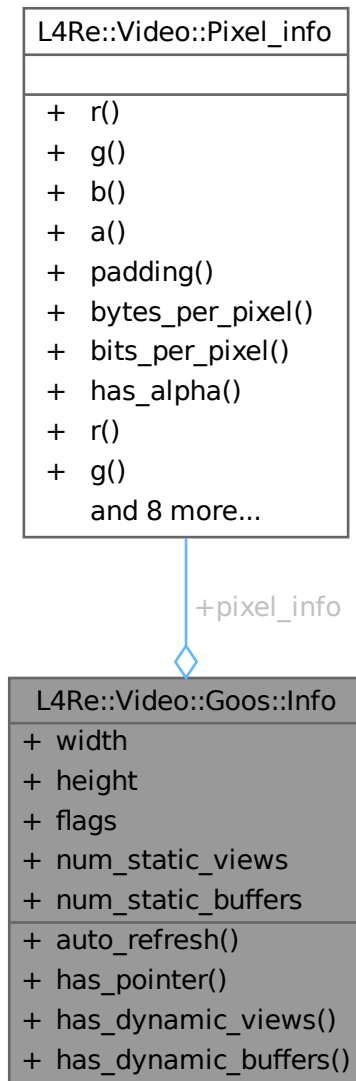 L4Re::Video::Pixel_info
+ r()
+ g()
+ b()
+ a()
+ padding()
+ bytes_per_pixel()
+ bits_per_pixel()
+ has_alpha()
+ r()
+ g()
and 8 more...
+pixel_info
L4Re::Video::Goos::Info
+ width
+ height
+ flags
+ num_static_views
+ num_static_buffers
+ auto_refresh()
+ has_pointer()
+ has_dynamic_views()
+ has_dynamic_buffers()